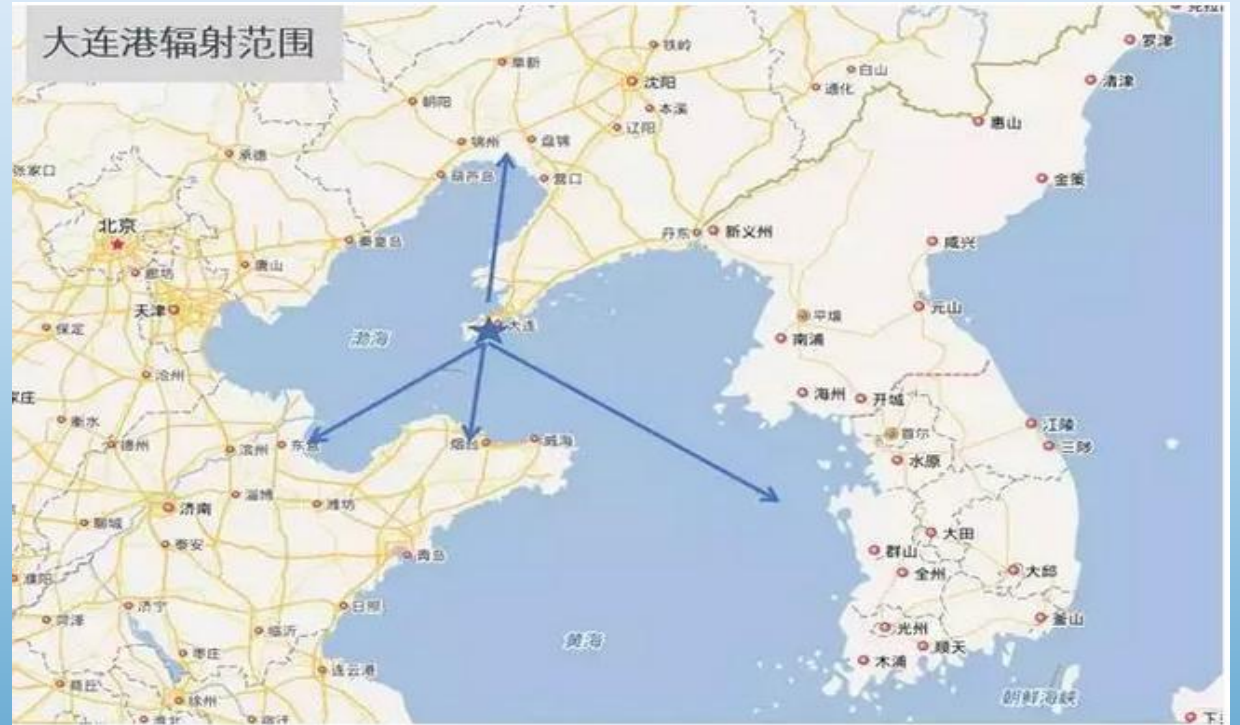 大连港辐射范围
罗津
铁岭
阜新
白山
沈阳
清津
通化
朝阳
本溪
惠山
辽阳
锦州
盘锦
承德
张家口
葫芦岛
营口
金策
北京
丹东
新义州
秦皇岛
咸兴
廊坊
唐山
天津
元山
平壤
保定
大连
渤海
南浦
沧州
海州
开城
衡水
江陵
首尔
德州
滨州
东营
烟台
威海
三陟
水原
淄博
潍坊
济南
聊城
大田
泰安
青岛
群山
全州
大邱
濮阳
济宁
日照
菏泽
釜山
临沂
光州
黄海
枣庄
顺天
木浦
连云港
商丘
徐州
朝鲜海峡
淮北
宿迁